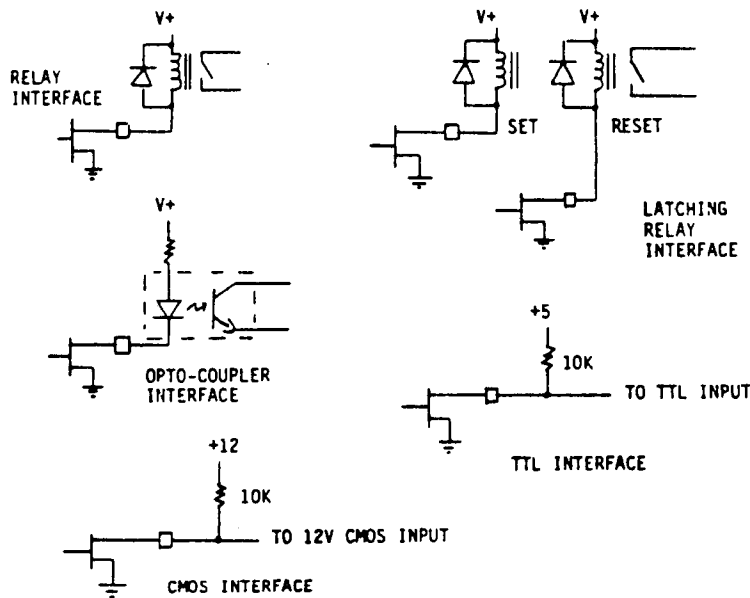 V+
RELAY
INTERFACE
V+
V+
SET
RESET
LATCHING
RELAY
INTERFACE
V+
OPTO-COUPLER
INTERFACE
+5
10K
TO TTL INPUT
TTL INTERFACE
+12
10K
TO 12V CMOS INPUT
CMOS INTERFACE